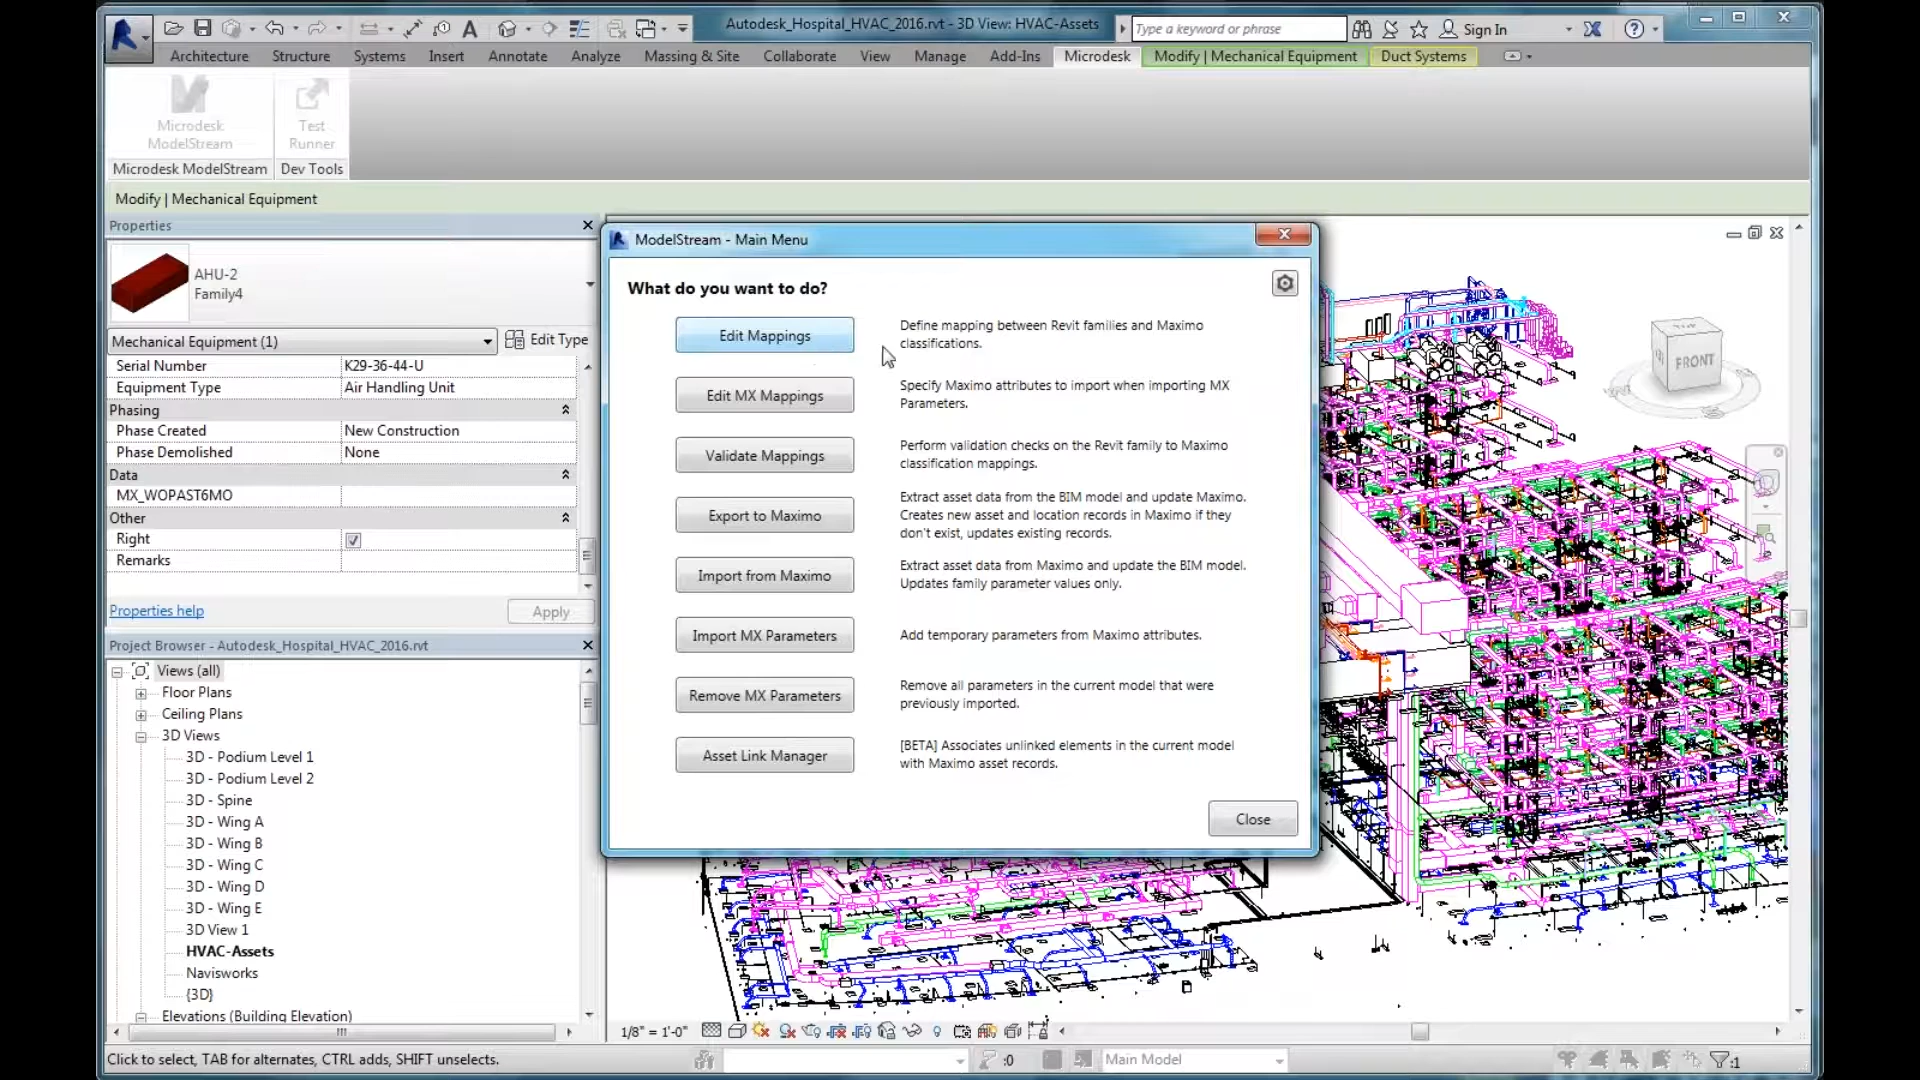 Autodesk_Hospital_HVAC_2016.rvt - 3D View: HVAC-Assets
Type a keyword or phrase
Sign In
Architecture Structure Systems Insert Annotate Analyze Massing & Site Collaborate View Manage Add-Ins Microdesk Modify | Mechanical Equipment Duct Systems
Microdesk
ModelStream
Test
Runner
Microdesk ModelStream Dev Tools
Modify | Mechanical Equipment
Properties
AHU-2
Family4
Mechanical Equipment (1)
Edit Type
Serial Number K29-36-44-U
Equipment Type Air Handling Unit
Phasing
Phase Created New Construction
Phase Demolished None
Data
MX_WOPAST6MO
Other
Right
Remarks
Properties help
Apply
Project Browser - Autodesk_Hospital_HVAC_2016.rvt
Views (all)
Floor Plans
Ceiling Plans
3D Views
3D - Podium Level 1
3D - Podium Level 2
3D - Spine
3D - Wing A
3D - Wing B
3D - Wing C
3D - Wing D
3D - Wing E
3D View 1
HVAC-Assets
Navisworks
{3D}
Elevations (Building Elevation)
ModelStream - Main Menu
What do you want to do?
Edit Mappings
Define mapping between Revit families and Maximo
classifications.
Edit MX Mappings
Specify Maximo attributes to import when importing MX
Parameters.
Validate Mappings
Perform validation checks on the Revit family to Maximo
classification mappings.
Export to Maximo
Extract asset data from the BIM model and update Maximo.
Creates new asset and location records in Maximo if they
don't exist, updates existing records.
Import from Maximo
Extract asset data from Maximo and update the BIM model.
Updates family parameter values only.
Import MX Parameters
Add temporary parameters from Maximo attributes.
Remove MX Parameters
Remove all parameters in the current model that were
previously imported.
Asset Link Manager
[BETA] Associates unlinked elements in the current model
with Maximo asset records.
Close
TOP
FRONT
1/8" = 1'-0"
Click to select, TAB for alternates, CTRL adds, SHIFT unselects.
:0
Main Model
:1